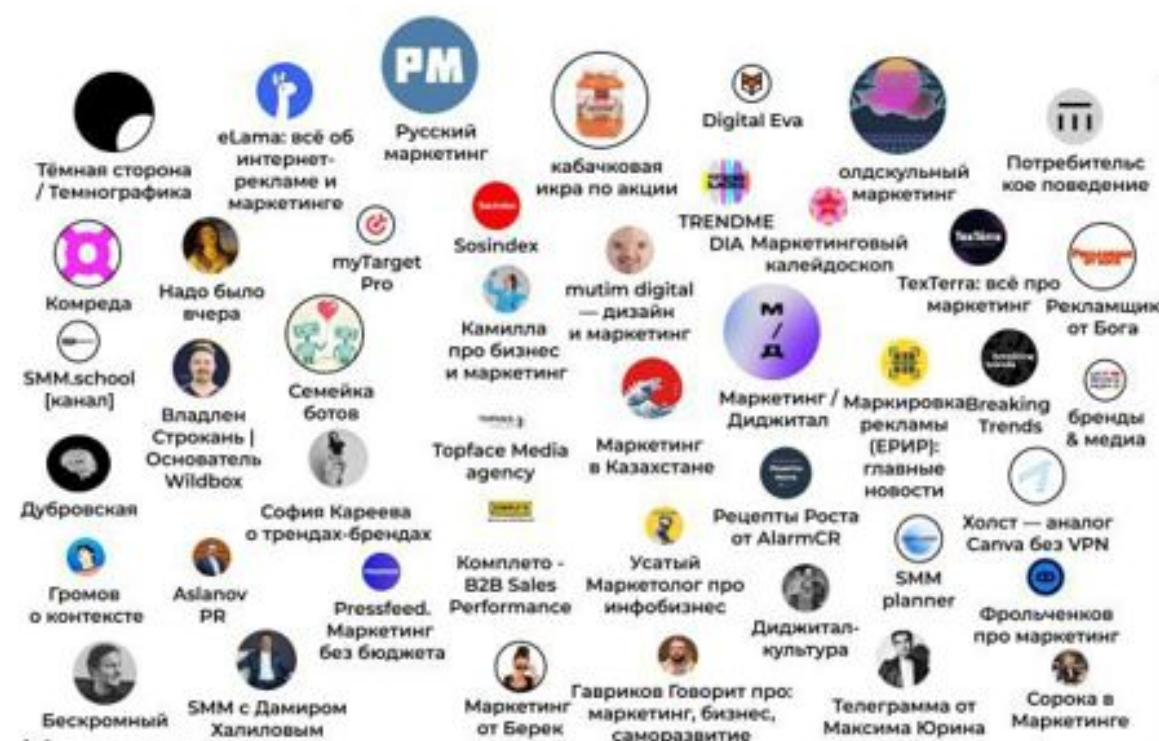 РМ
Русский
маркетинг
Тёмная сторона
/ Темнографика
eLama: всё об
интернет-
рекламе и
маркетинге
кабачковая
икра по акции
Digital Eva
олдскульный
маркетинг
Потребительс
кое поведение
Комреда
Надо было
вчера
myTarget
Pro
Sosindex
mutim digital
— дизайн
и маркетинг
TRENDME
DIA
Маркетинговый
калейдоскоп
TexTerra
TexTerra: всё про
маркетинг
Рекламщик
от Бога
SMM.school
[канал]
Владлен
Строкань |
Основатель
Wildbox
Семейка
ботов
Камилла
про бизнес
и маркетинг
М
/
Д
Маркетинг /
Диджитал
Маркировка
рекламы
(ЕРИР):
главные
новости
Breaking
Trends
бренды
& медиа
Дубровская
София Кареева
о трендах-брендах
Topface Media
agency
Маркетинг
в Казахстане
Рецепты Роста
от AlarmCR
Холст — аналог
Canva без VPN
Громов
о контексте
Aslanov
PR
Pressfeed.
Маркетинг
без бюджета
Комплето -
B2B Sales
Performance
Усатый
Маркетолог про
инфобизнес
Диджитал-
культура
SMM
planner
Фрольченков
про маркетинг
Бескромный
SMM с Дамиром
Халиловым
Маркетинг
от Берек
Гавриков Говорит про:
маркетинг, бизнес,
саморазвитие
Телеграмма от
Максима Юрина
Сорока в
Маркетинге